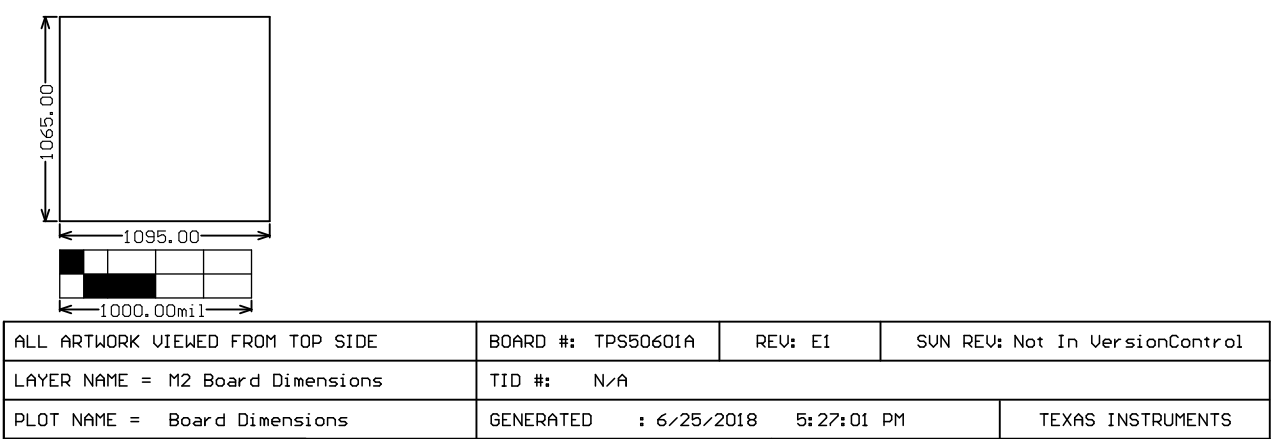 1065.00
1095.00
1000.00mil
ALL ARTWORK VIEWED FROM TOP SIDE
BOARD #: TPS50601A
REV: E1
SVN REV: Not In VersionControl
LAYER NAME = M2 Board Dimensions
TID #: N/A
PLOT NAME = Board Dimensions
GENERATED : 6/25/2018 5:27:01 PM
TEXAS INSTRUMENTS